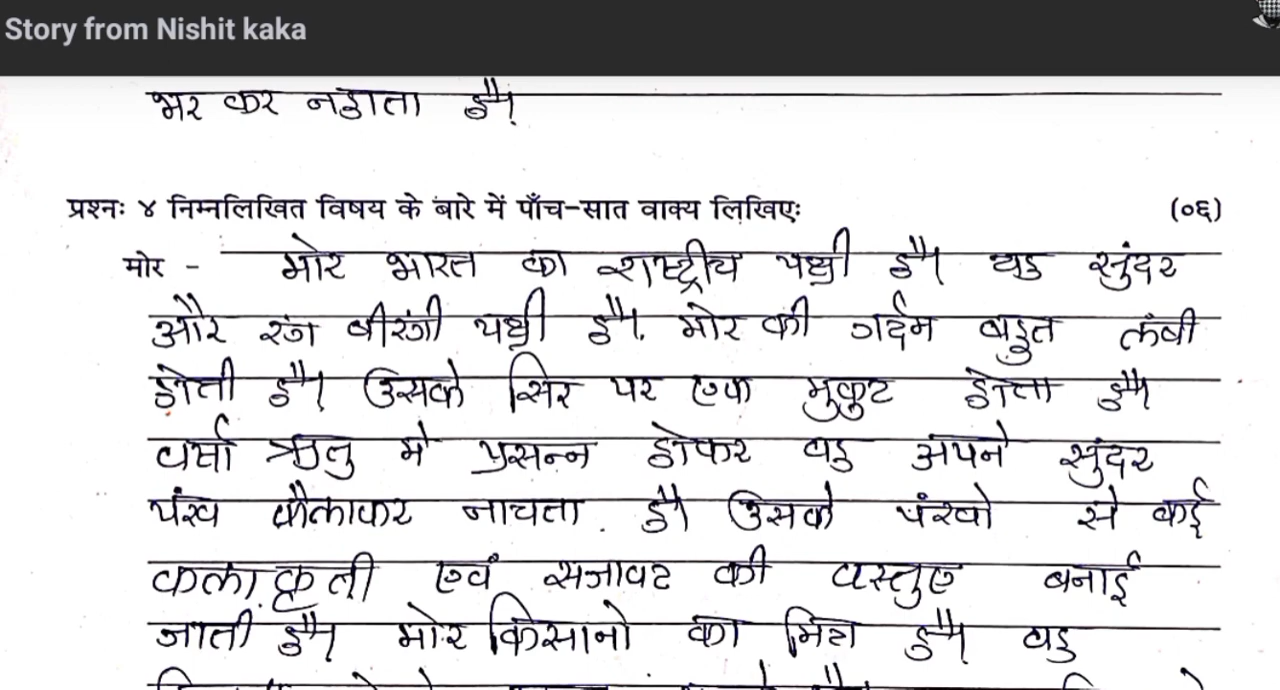 Story from Nishit kaka
भर कर नहाता है।
प्रश्नः ४ निम्नलिखित विषय के बारे में पाँच-सात वाक्य लिखिएः (०६)
मोर - मोर भारत का राष्ट्रीय पक्षी है। यह सुंदर
और रंग बीरंगी पक्षी है। मोर की गर्दम बहुत लंबी
होती है। उसके सिर पर एक मुकुट होता है।
वर्षा ऋतु मे प्रसन्न होकर वह अपने सुंदर
पंख फैलाकर नाचता है। उसके पंखो से कई
कलाकृती एवं सजावट की वस्तुए बनाई
जाती है। मोर किसानो का मित्र है। वह